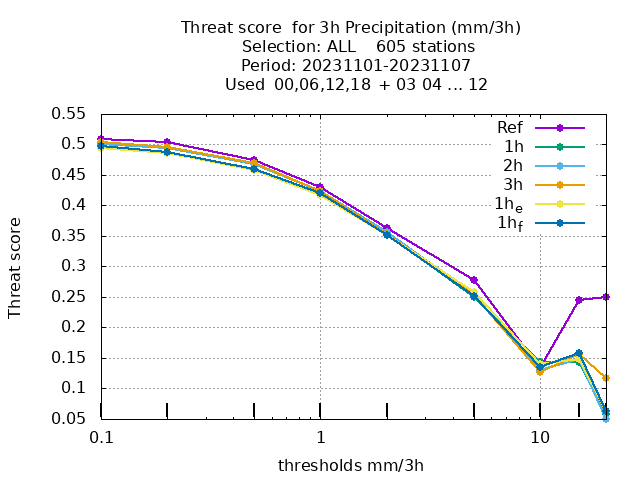 Threat score  for 3h Precipitation (mm/3h)
Selection: ALL    605 stations
Period: 20231101-20231107
Used  00,06,12,18  + 03 04 ... 12
Threat score
0.55
0.5
0.45
0.4
0.35
0.3
0.25
0.2
0.15
0.1
0.05
Ref
1h
2h
3h
1he
1hf
0.1
1
10
thresholds mm/3h